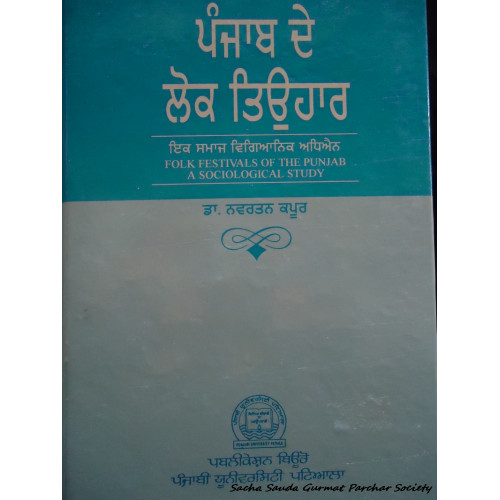 ਪੰਜਾਬ ਦੇ
ਲੋਕ ਤਿਉਹਾਰ
ਇਕ ਸਮਾਜ ਵਿਗਿਆਨਿਕ ਅਧਿਐਨ
FOLK FESTIVALS OF THE PUNJAB
A SOCIOLOGICAL STUDY
ਡਾ. ਨਵਰਤਨ ਕਪੂਰ
ਪਬਲੀਕੇਸ਼ਨ ਬਿਊਰੋ
ਪੰਜਾਬੀ ਯੂਨੀਵਰਸਿਟੀ ਪਟਿਆਲਾ
Sacha Sauda Gurmat Parchar Society